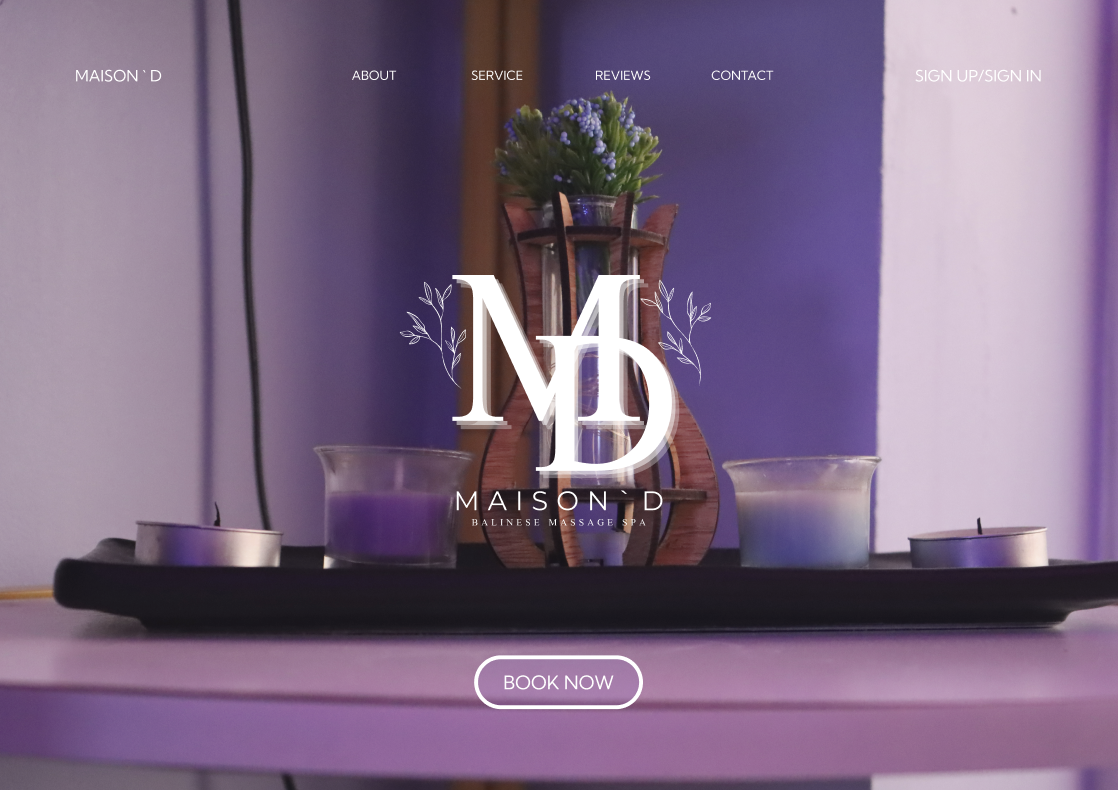 MAISON`D
ABOUT
SERVICE
REVIEWS
CONTACT
SIGN UP/SIGN IN
MD
MAISON`D
BALINESE MASSAGE SPA
BOOK NOW